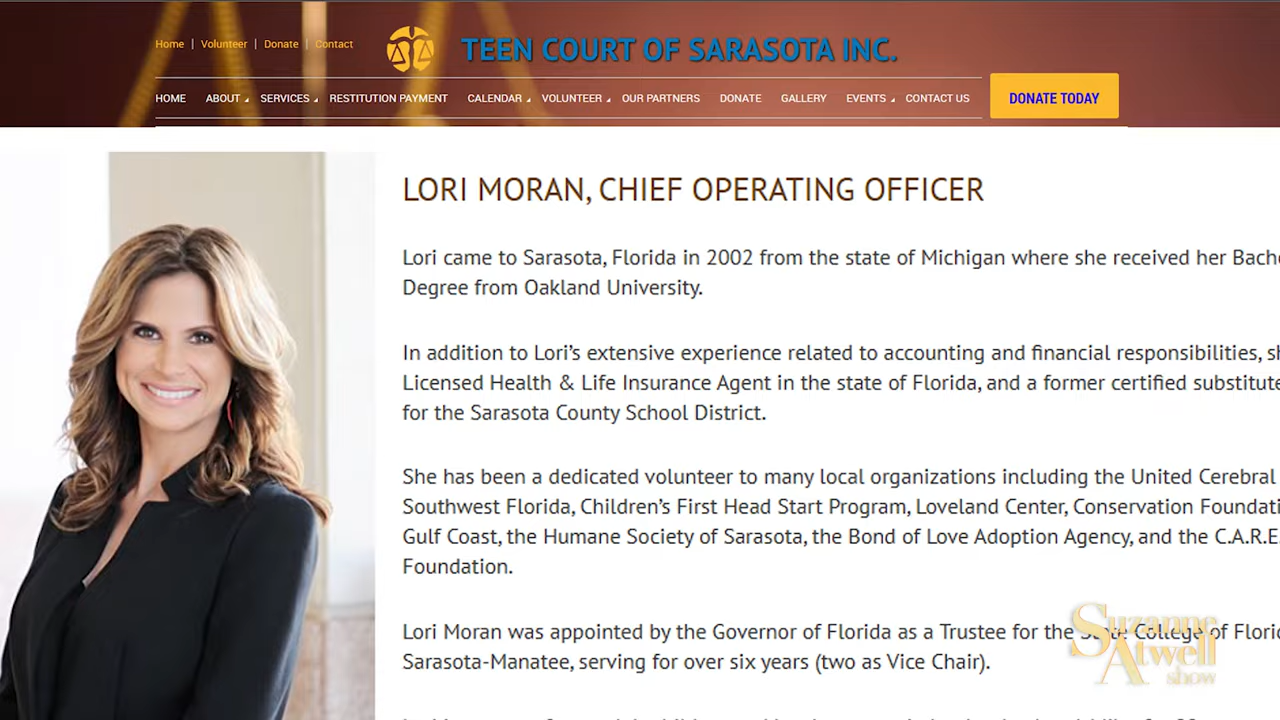 Home | Volunteer | Donate | Contact
TEEN COURT OF SARASOTA INC.
HOME ABOUT SERVICES RESTITUTION PAYMENT CALENDAR VOLUNTEER OUR PARTNERS DONATE GALLERY EVENTS CONTACT US
DONATE TODAY
LORI MORAN, CHIEF OPERATING OFFICER
Lori came to Sarasota, Florida in 2002 from the state of Michigan where she received her Bach
Degree from Oakland University.
In addition to Lori's extensive experience related to accounting and financial responsibilities, s
Licensed Health & Life Insurance Agent in the state of Florida, and a former certified substitute
for the Sarasota County School District.
She has been a dedicated volunteer to many local organizations including the United Cerebral
Southwest Florida, Children's First Head Start Program, Loveland Center, Conservation Foundati
Gulf Coast, the Humane Society of Sarasota, the Bond of Love Adoption Agency, and the C.A.R.E.
Foundation.
Lori Moran was appointed by the Governor of Florida as a Trustee for the State College of Flori
Sarasota-Manatee, serving for over six years (two as Vice Chair).
Suzanne
Atwell
show